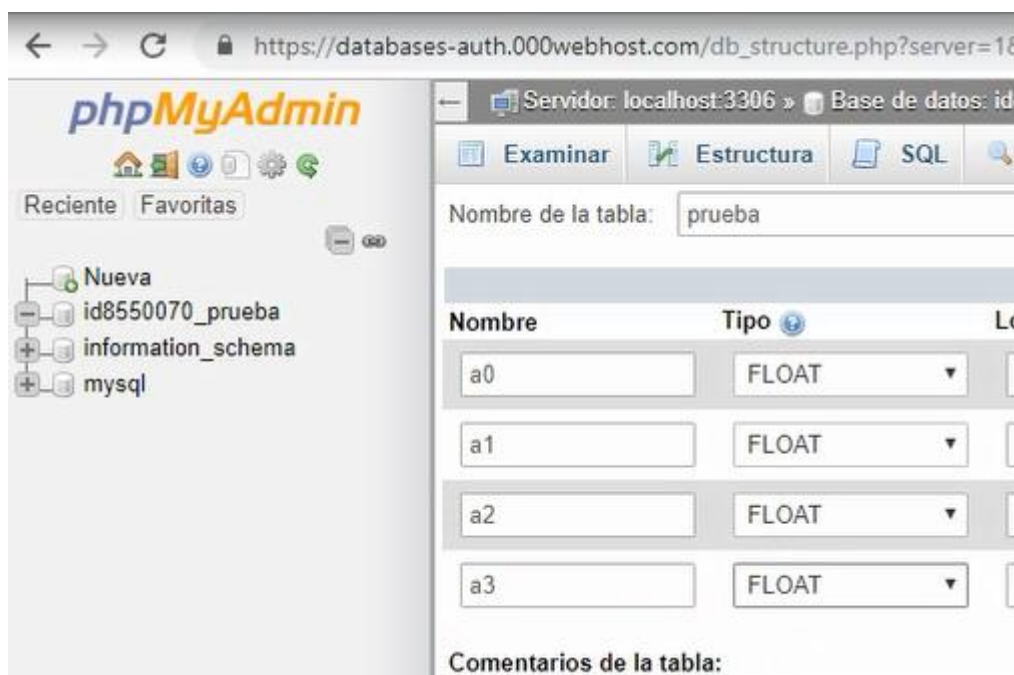 https://databases-auth.000webhost.com/db_structure.php?server=1
phpMyAdmin
Reciente Favoritas
Nueva
id8550070_prueba
information_schema
mysql
Servidor: localhost:3306 » Base de datos: id
Examinar Estructura SQL
Nombre de la tabla: prueba
Nombre Tipo Lo
a0 FLOAT
a1 FLOAT
a2 FLOAT
a3 FLOAT
Comentarios de la tabla: